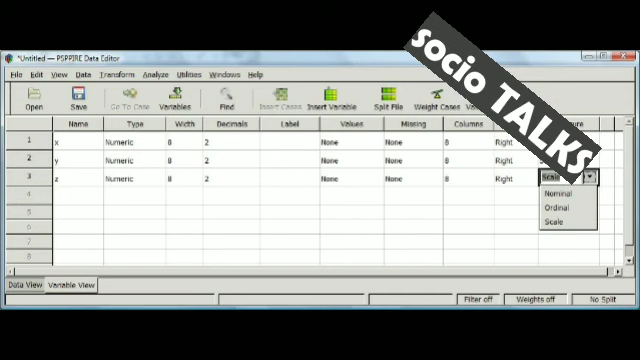 socio TALKS
*Untitled — PSPPIRE Data Editor
File Edit View Data Transform Analyze Utilities Windows Help
Open Save Go To Case Variables Find Insert Cases Insert Variable Split File Weight Cases
Name Type Width Decimals Label Values Missing Columns
1 x Numeric 8 2 None None 8 Right
2 y Numeric 8 2 None None 8 Right
3 z Numeric 8 2 None None 8 Right Scale
4 Nominal
5 Ordinal
6 Scale
7
8
Data View Variable View
Filter off Weights off No Split